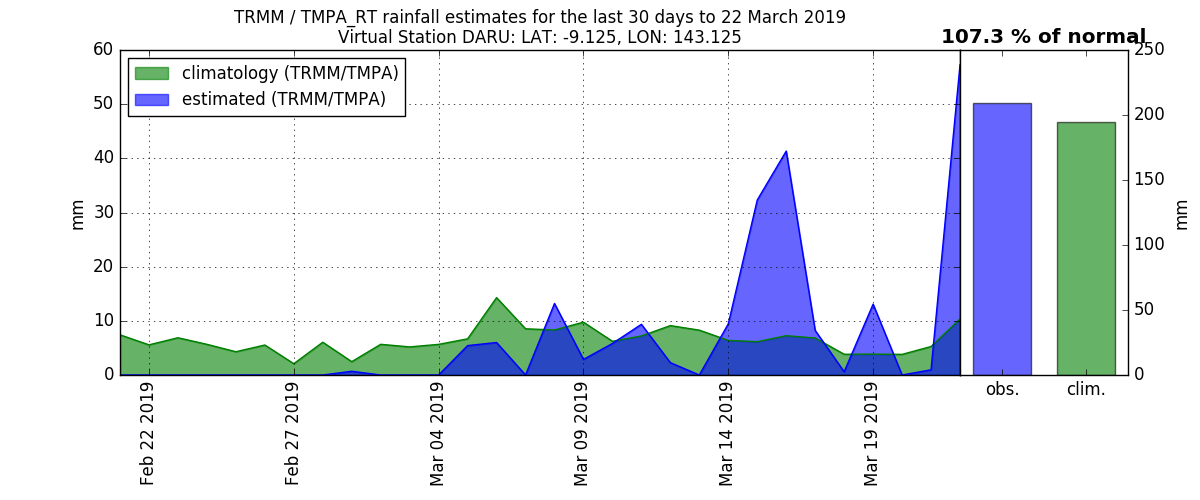 TRMM / TMPA_RT rainfall estimates for the last 30 days to 22 March 2019
Virtual Station DARU: LAT: -9.125, LON: 143.125
107.3 % of normal
climatology (TRMM/TMPA)
estimated (TRMM/TMPA)
60
50
40
30
20
10
0
mm
Feb 22 2019
Feb 27 2019
Mar 04 2019
Mar 09 2019
Mar 14 2019
Mar 19 2019
250
200
150
100
50
0
mm
obs.
clim.